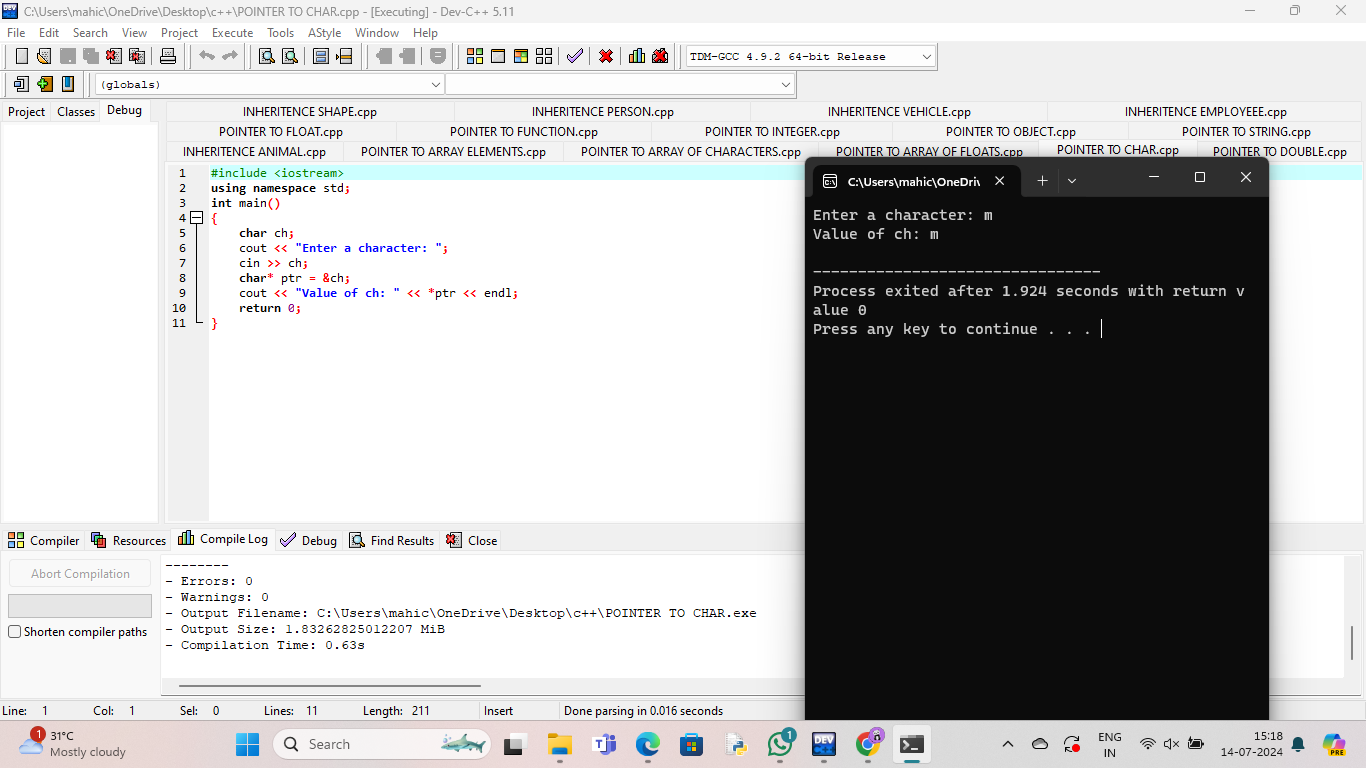 C:\Users\mahic\OneDrive\Desktop\c++\POINTER TO CHAR.cpp - [Executing] - Dev-C++ 5.11
File Edit Search View Project Execute Tools AStyle Window Help
TDM-GCC 4.9.2 64-bit Release
(globals)
Project Classes Debug
INHERITENCE SHAPE.cpp INHERITENCE PERSON.cpp INHERITENCE VEHICLE.cpp INHERITENCE EMPLOYEEE.cpp
POINTER TO FLOAT.cpp POINTER TO FUNCTION.cpp POINTER TO INTEGER.cpp POINTER TO OBJECT.cpp POINTER TO STRING.cpp
INHERITENCE ANIMAL.cpp POINTER TO ARRAY ELEMENTS.cpp POINTER TO ARRAY OF CHARACTERS.cpp POINTER TO ARRAY OF FLOATS.cpp POINTER TO CHAR.cpp POINTER TO DOUBLE.cpp
1 #include <iostream>
2 using namespace std;
3 int main()
4 {
5 char ch;
6 cout << "Enter a character: ";
7 cin >> ch;
8 char* ptr = &ch;
9 cout << "Value of ch: " << *ptr << endl;
10 return 0;
11 }
C:\Users\mahic\OneDri
Enter a character: m
Value of ch: m
--------------------------------
Process exited after 1.924 seconds with return v
alue 0
Press any key to continue . . .
Compiler Resources Compile Log Debug Find Results Close
Abort Compilation
Shorten compiler paths
--------
- Errors: 0
- Warnings: 0
- Output Filename: C:\Users\mahic\OneDrive\Desktop\c++\POINTER TO CHAR.exe
- Output Size: 1.83262825012207 MiB
- Compilation Time: 0.63s
Line: 1 Col: 1 Sel: 0 Lines: 11 Length: 211 Insert Done parsing in 0.016 seconds
1 31°C
Mostly cloudy
Search
1
DEV
ENG
IN
15:18
14-07-2024
PRE